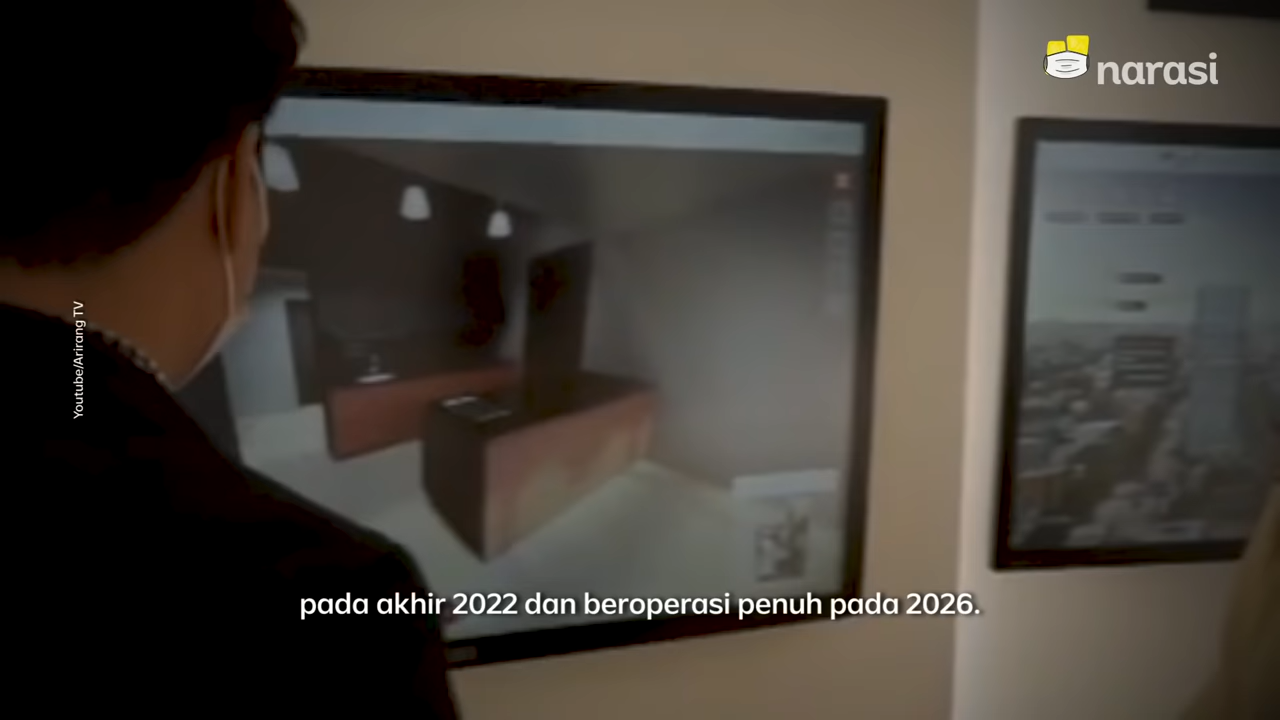 narasi
Youtube/Arirang TV
pada akhir 2022 dan beroperasi penuh pada 2026.